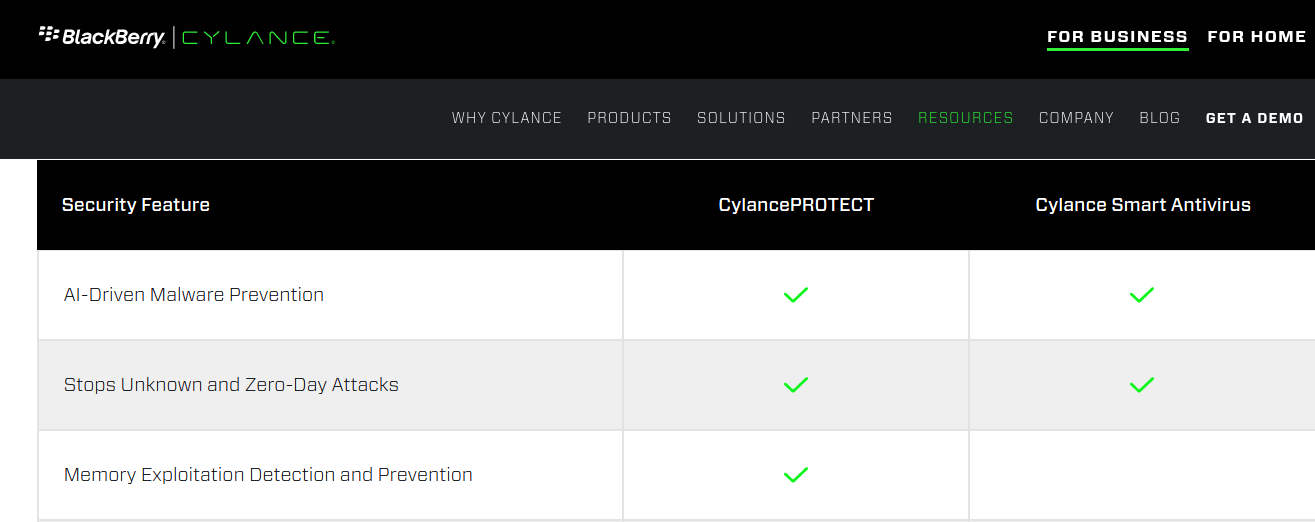 BlackBerry | CYLANCE
FOR BUSINESS FOR HOME
WHY CYLANCE PRODUCTS SOLUTIONS PARTNERS RESOURCES COMPANY BLOG GET A DEMO
Security Feature CylancePROTECT Cylance Smart Antivirus
AI-Driven Malware Prevention
Stops Unknown and Zero-Day Attacks
Memory Exploitation Detection and Prevention